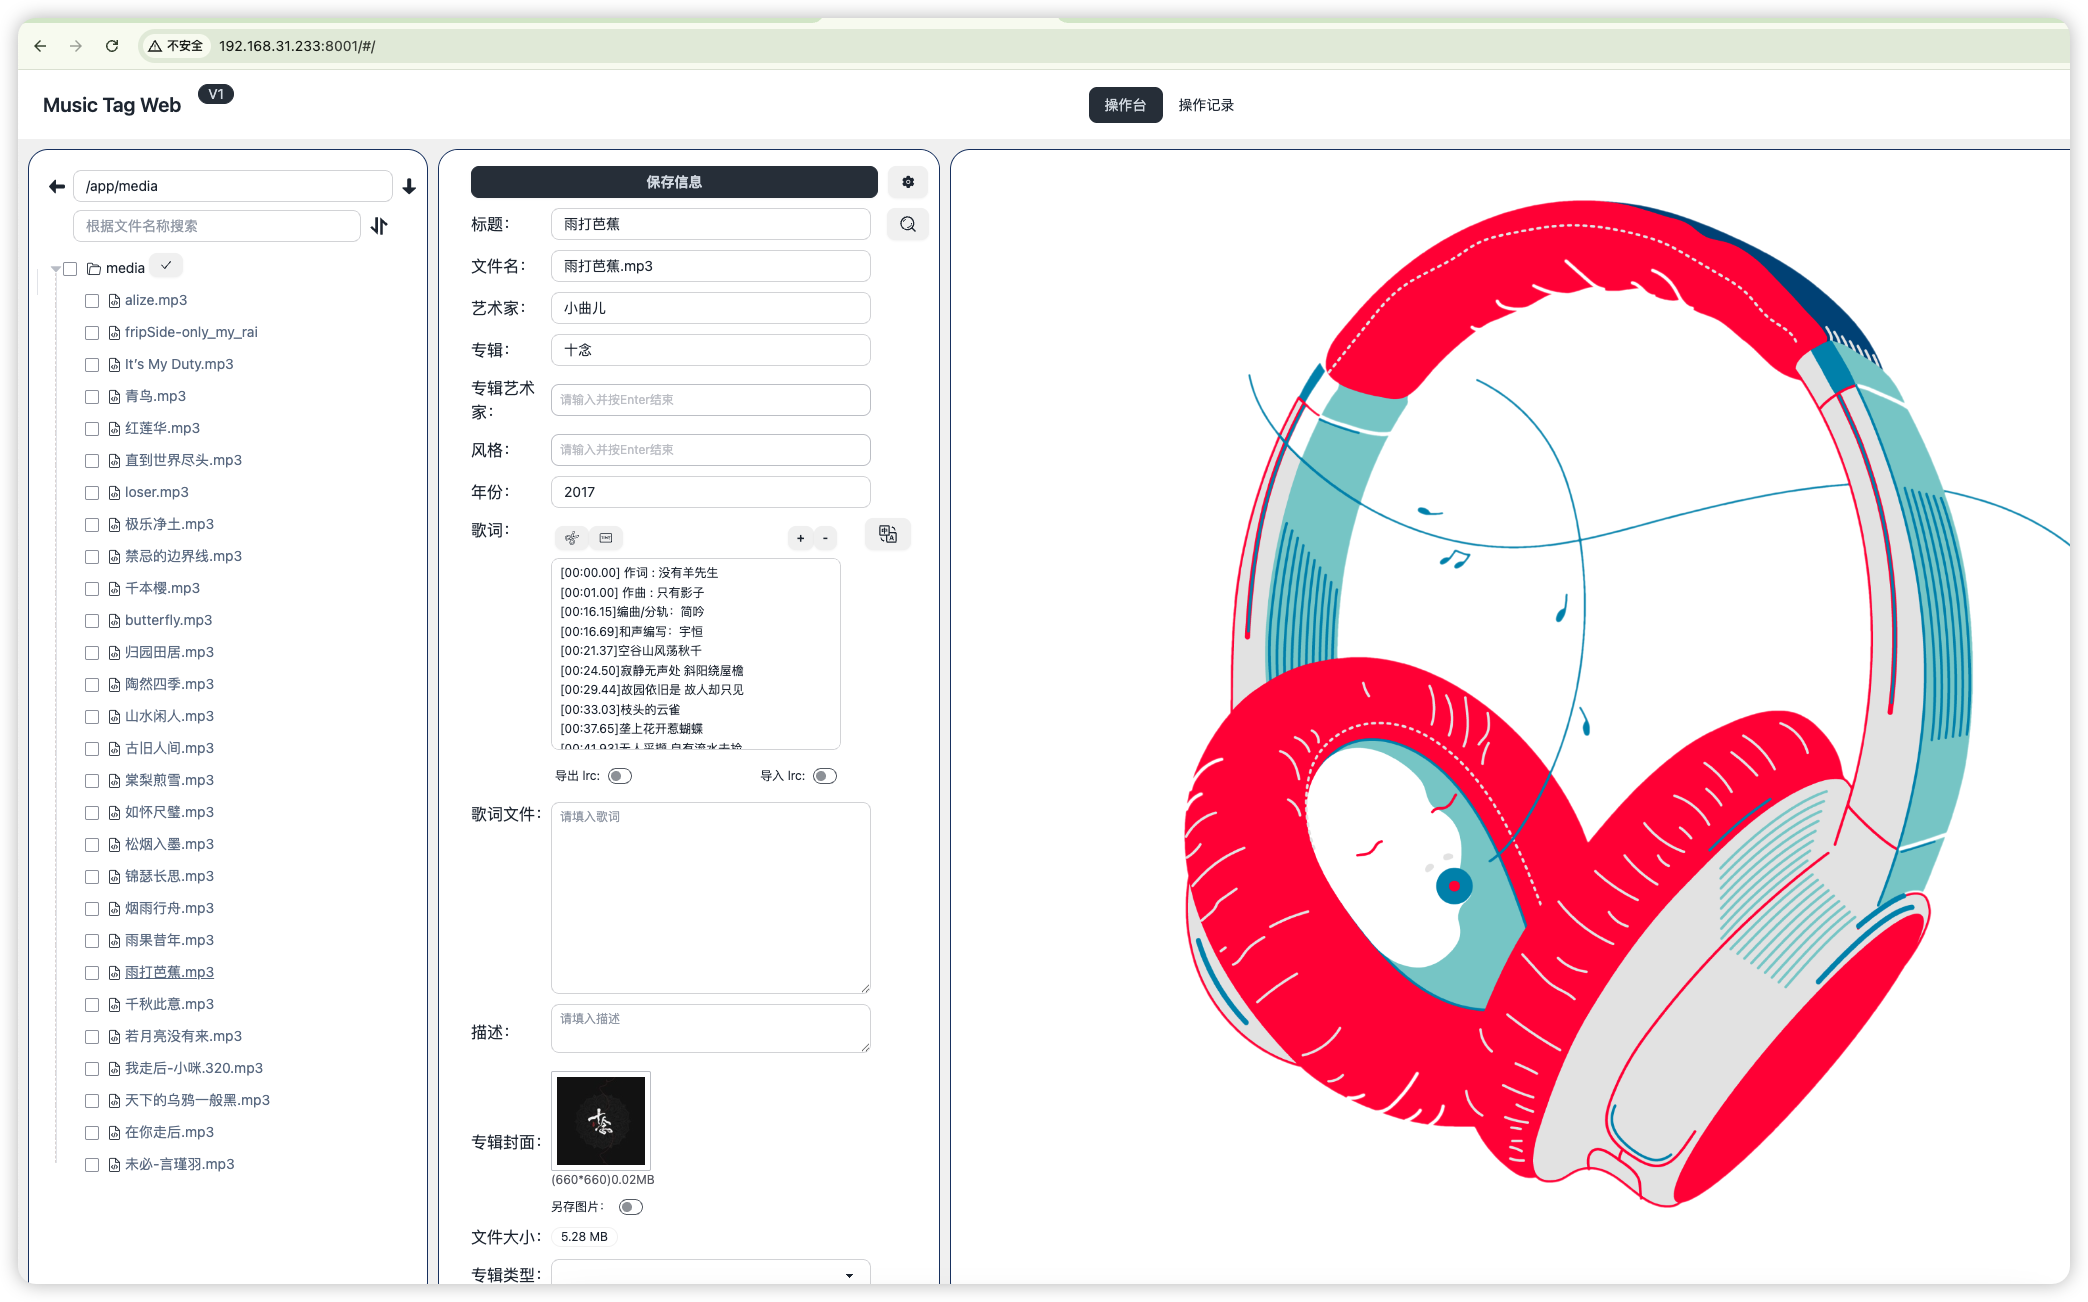 不安全 192.168.31.233:8001/#/
Music Tag Web V1
操作台 操作记录
/app/media
根据文件名称搜索
media
alize.mp3
fripSide-only_my_rai
It's My Duty.mp3
青鸟.mp3
红莲华.mp3
直到世界尽头.mp3
loser.mp3
极乐净土.mp3
禁忌的边界线.mp3
千本樱.mp3
butterfly.mp3
归园田居.mp3
陶然四季.mp3
山水闲人.mp3
古旧人间.mp3
棠梨煎雪.mp3
如怀尺璧.mp3
松烟入墨.mp3
锦瑟长思.mp3
烟雨行舟.mp3
雨果昔年.mp3
雨打芭蕉.mp3
千秋此意.mp3
若月亮没有来.mp3
我走后-小咪.320.mp3
天下的乌鸦一般黑.mp3
在你走后.mp3
未必-言瑾羽.mp3
保存信息
标题： 雨打芭蕉
文件名： 雨打芭蕉.mp3
艺术家： 小曲儿
专辑： 十念
专辑艺术
家： 请输入并按Enter结束
风格： 请输入并按Enter结束
年份： 2017
歌词： + -
[00:00.00] 作词 : 没有羊先生
[00:01.00] 作曲 : 只有影子
[00:16.15]编曲/分轨：简吟
[00:16.69]和声编写：宇恒
[00:21.37]空谷山风荡秋千
[00:24.50]寂静无声处 斜阳绕屋檐
[00:29.44]故园依旧是 故人却只见
[00:33.03]枝头的云雀
[00:37.65]垄上花开惹蝴蝶
[00:41.93]无人采撷 自有流水去捡
导出 lrc: 导入 lrc:
歌词文件： 请填入歌词
描述： 请填入描述
专辑封面： 十念
(660*660)0.02MB
另存图片：
文件大小： 5.28 MB
专辑类型：